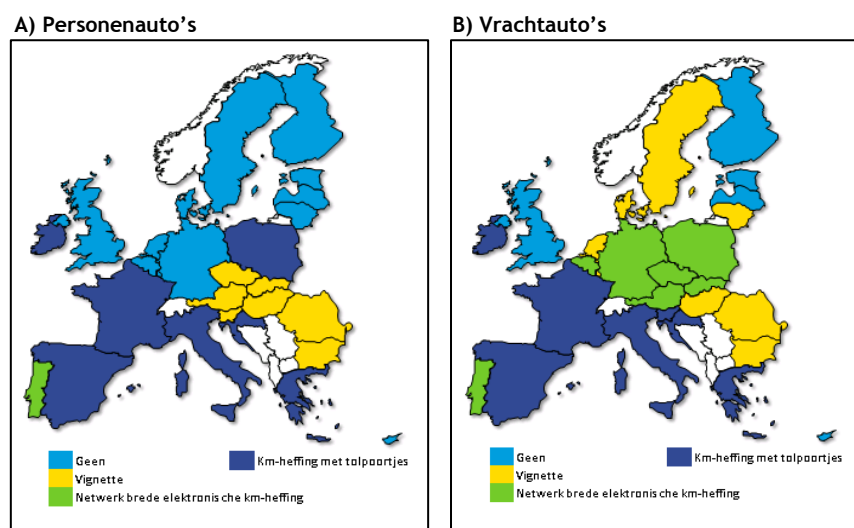 A) Personenauto's
Geen
Km-heffing met tolpoortjes
Vignette
Netwerk brede elektronische km-heffing
B) Vrachtauto's
Geen
Km-heffing met tolpoortjes
Vignette
Netwerk brede elektronische km-heffing